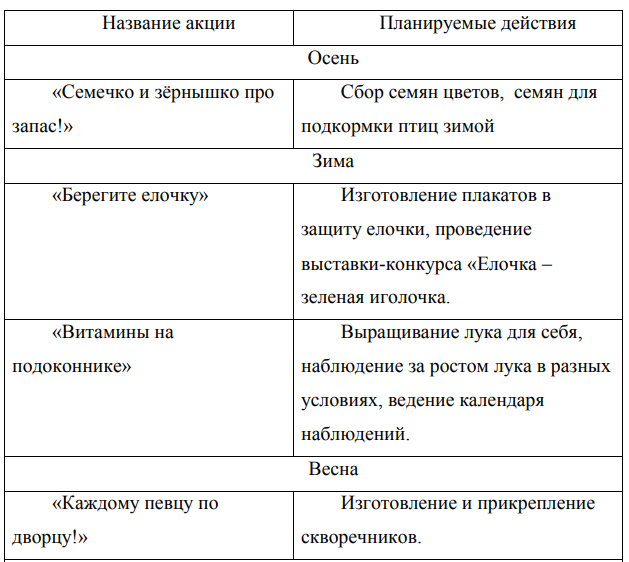 Название акции
Планируемые действия
Осень
«Семечко и зёрнышко про
запас!»
Сбор семян цветов, семян для
подкормки птиц зимой
Зима
«Берегите елочку»
Изготовление плакатов в
защиту елочки, проведение
выставки-конкурса «Елочка –
зеленая иголочка.
«Витамины на
подоконнике»
Выращивание лука для себя,
наблюдение за ростом лука в разных
условиях, ведение календаря
наблюдений.
Весна
«Каждому певцу по
дворцу!»
Изготовление и прикрепление
скворечников.